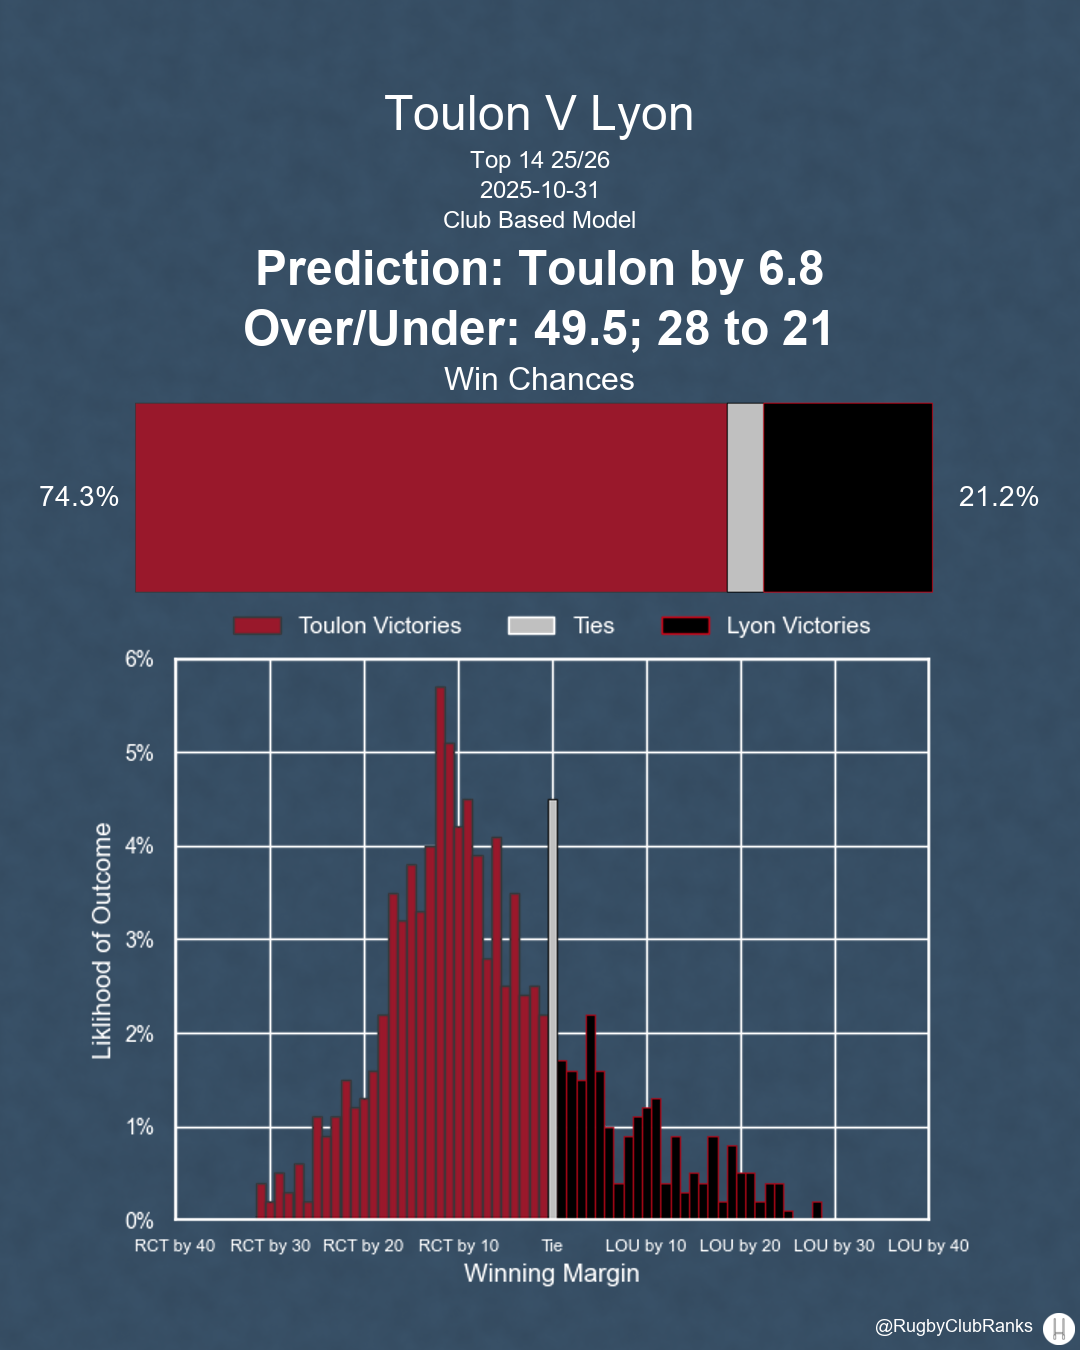 Toulon V Lyon
Top 14 25/26
2025-10-31
Club Based Model
Prediction: Toulon by 6.8
Over/Under: 49.5; 28 to 21
Win Chances
74.3%
21.2%
Toulon Victories Ties Lyon Victories
6%
5%
4%
3%
2%
1%
0%
Liklihood of Outcome
RCT by 40 RCT by 30 RCT by 20 RCT by 10 Tie LOU by 10 LOU by 20 LOU by 30 LOU by 40
Winning Margin
@RugbyClubRanks